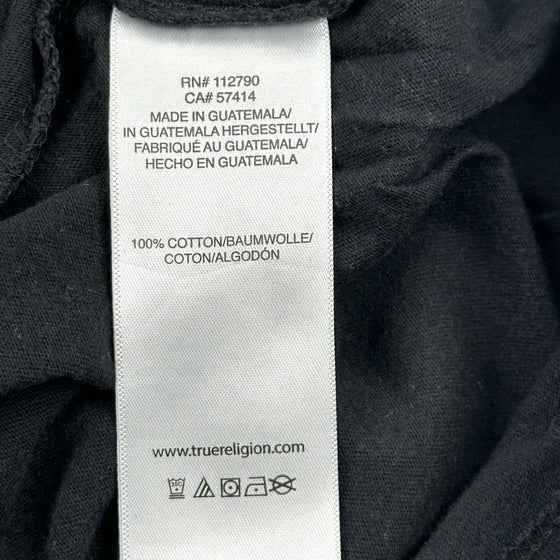 RN# 112790
CA# 57414
MADE IN GUATEMALA/
IN GUATEMALA HERGESTELLT/
FABRIQUÉ AU GUATEMALA/
HECHO EN GUATEMALA
100% COTTON/BAUMWOLLE/
COTON/ALGODÓN
www.truereligion.com